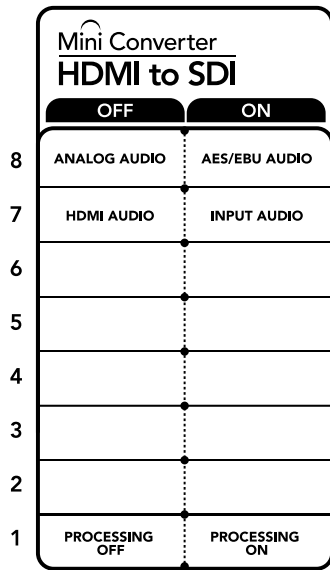 Mini Converter
HDMI to SDI
OFF ON
8 ANALOG AUDIO AES/EBU AUDIO
7 HDMI AUDIO INPUT AUDIO
6
5
4
3
2
1 PROCESSING OFF PROCESSING ON